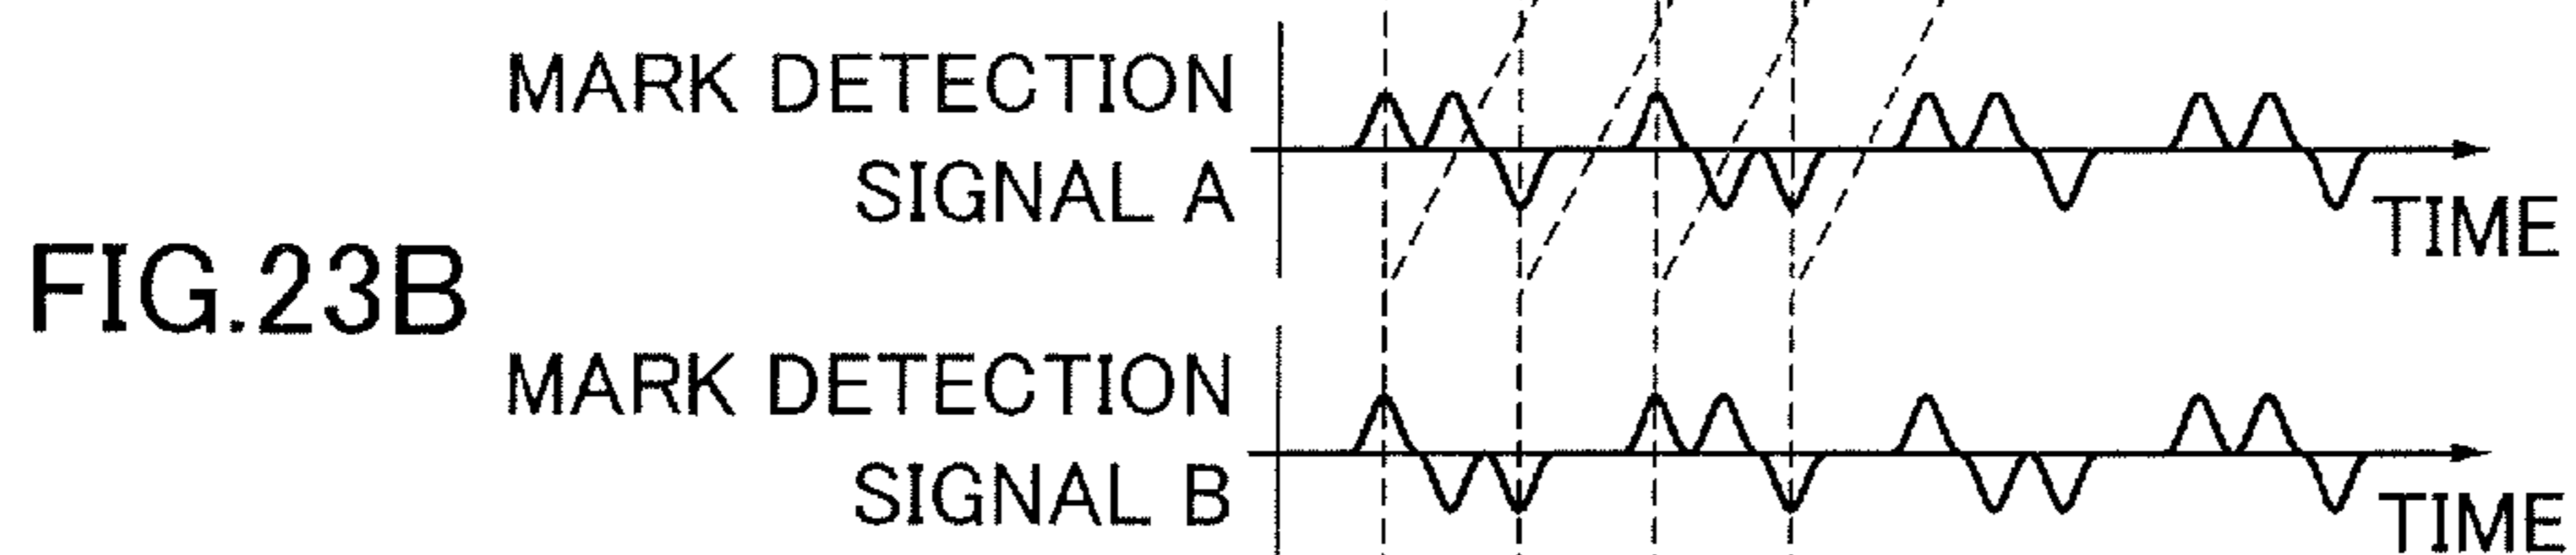 MARK DETECTION
SIGNAL A
TIME
FIG.23B
MARK DETECTION
SIGNAL B
TIME